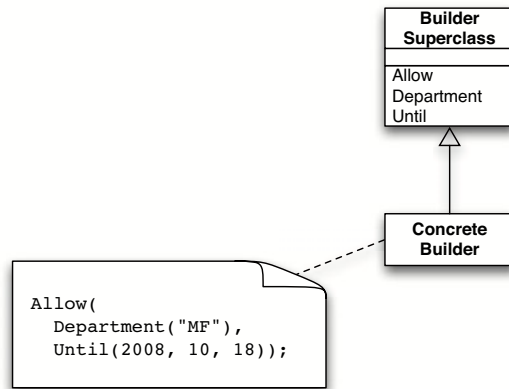 Builder
Superclass
Allow
Department
Until
Concrete
Builder
Allow(
Department("MF"),
Until(2008, 10, 18));